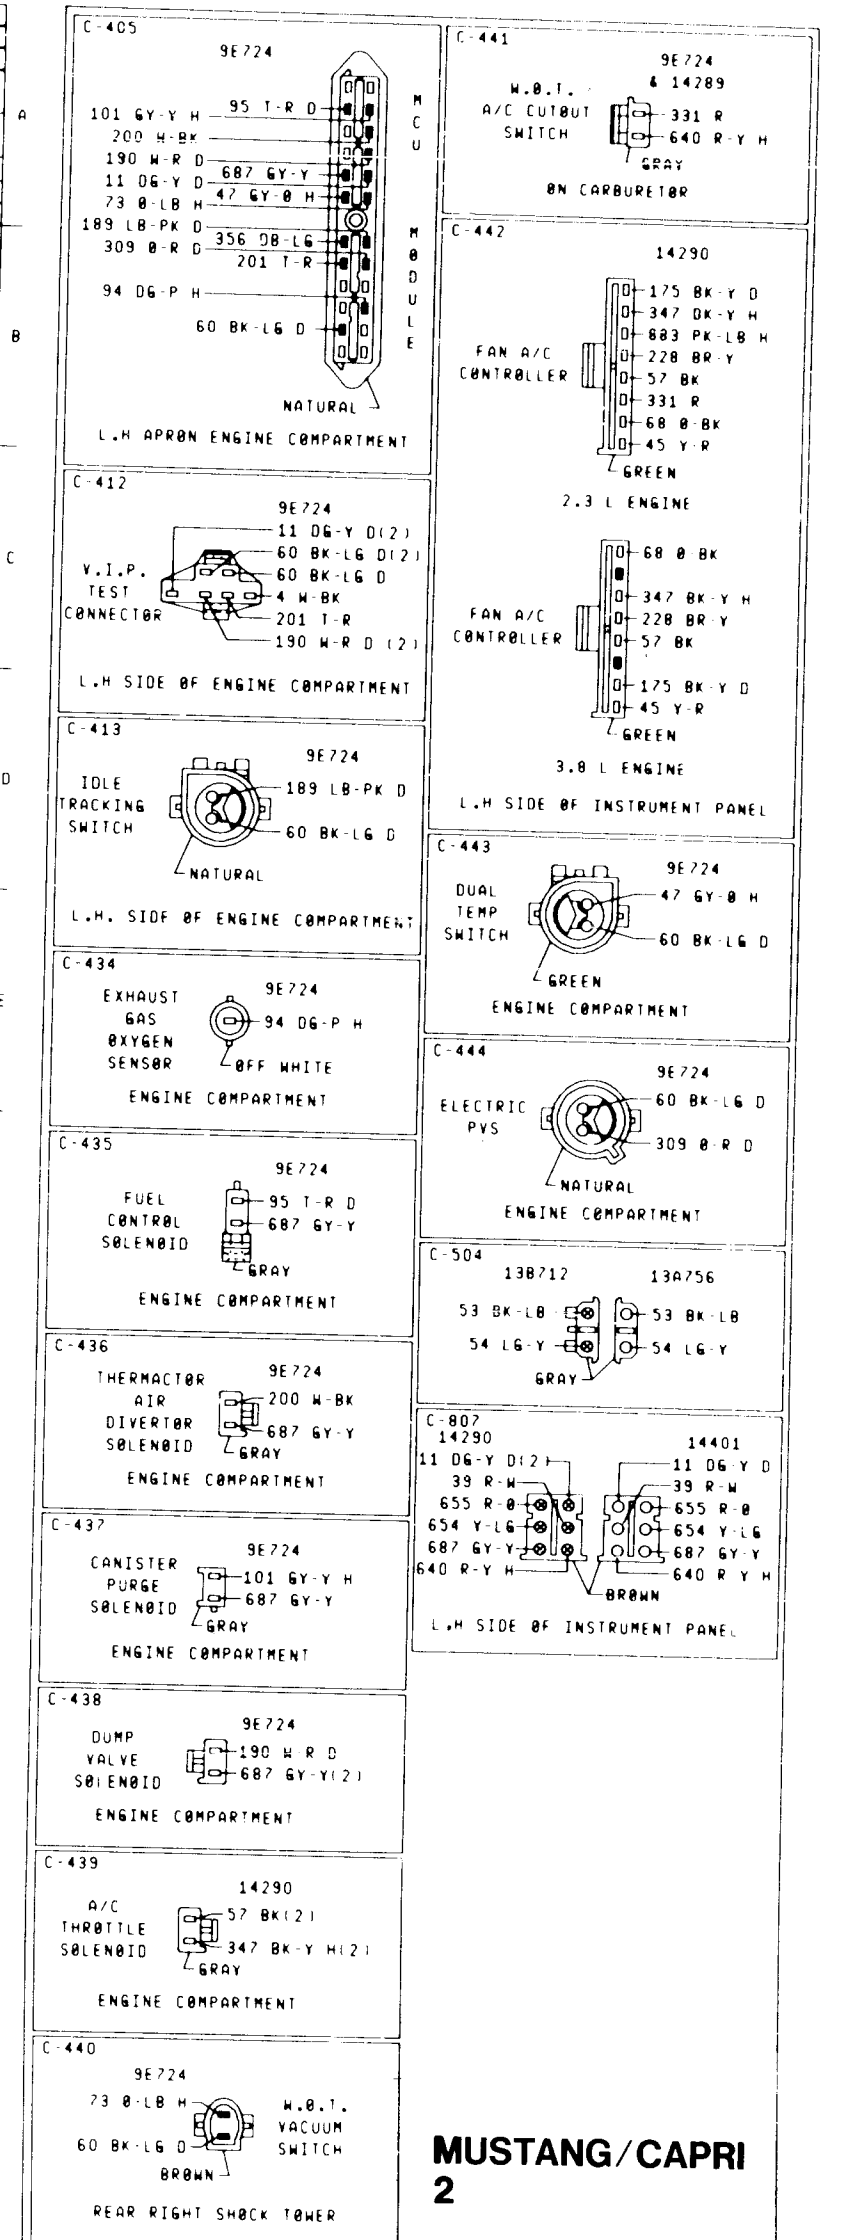 C-405
9E724
95 T-R D
101 GY-Y H
200 W-BK
190 W-R D
687 GY-Y
11 DG-Y D
47 GY-O H
73 O-LB H
189 LB-PK D
356 DB-LG
309 O-R D
201 T-R
94 DG-P H
60 BK-LG D
MCU MODULE
NATURAL
L.H APRON ENGINE COMPARTMENT
C-412
9E724
11 DG-Y D(2)
60 BK-LG D(2)
V.I.P.
TEST
CONNECTOR
60 BK-LG D
4 W-BK
201 T-R
190 W-R D (2)
L.H SIDE OF ENGINE COMPARTMENT
C-413
9E724
IDLE
TRACKING
SWITCH
189 LB-PK D
60 BK-LG D
NATURAL
L.H. SIDE OF ENGINE COMPARTMENT
C-434
9E724
EXHAUST
GAS
OXYGEN
SENSOR
94 DG-P H
OFF WHITE
ENGINE COMPARTMENT
C-435
9E724
FUEL
CONTROL
SOLENOID
95 T-R D
687 GY-Y
GRAY
ENGINE COMPARTMENT
C-436
9E724
THERMACTOR
AIR
DIVERTOR
SOLENOID
200 W-BK
687 GY-Y
GRAY
ENGINE COMPARTMENT
C-437
9E724
CANISTER
PURGE
SOLENOID
101 GY-Y H
687 GY-Y
GRAY
ENGINE COMPARTMENT
C-438
9E724
DUMP
VALVE
SOLENOID
190 W-R D
687 GY-Y(2)
ENGINE COMPARTMENT
C-439
14290
A/C
THROTTLE
SOLENOID
57 BK(2)
347 BK-Y H(2)
GRAY
ENGINE COMPARTMENT
C-440
9E724
73 O-LB H
60 BK-LG D
W.O.T.
VACUUM
SWITCH
BROWN
REAR RIGHT SHOCK TOWER
C-441
9E724
& 14289
W.O.T.
A/C CUTOUT
SWITCH
331 R
640 R-Y H
GRAY
ON CARBURETOR
C-442
14290
175 BK-Y D
347 BK-Y H
683 PK-LB H
228 BR-Y
57 BK
331 R
68 O-BK
45 Y-R
FAN A/C
CONTROLLER
GREEN
2.3 L ENGINE
68 O-BK
347 BK-Y H
228 BR-Y
57 BK
175 BK-Y D
45 Y-R
FAN A/C
CONTROLLER
GREEN
3.8 L ENGINE
L.H SIDE OF INSTRUMENT PANEL
C-443
9E724
DUAL
TEMP
SWITCH
47 GY-O H
60 BK-LG D
GREEN
ENGINE COMPARTMENT
C-444
9E724
ELECTRIC
PVS
60 BK-LG D
309 O-R D
NATURAL
ENGINE COMPARTMENT
C-504
13B712 13A756
53 BK-LB 53 BK-LB
54 LG-Y 54 LG-Y
GRAY
C-807
14290 14401
11 DG-Y D(2) 11 DG-Y D
39 R-W 39 R-W
655 R-O 655 R-O
654 Y-LG 654 Y-LG
687 GY-Y 687 GY-Y
640 R-Y H 640 R Y H
BROWN
L.H SIDE OF INSTRUMENT PANEL
MUSTANG/CAPRI
2
A
B
C
D